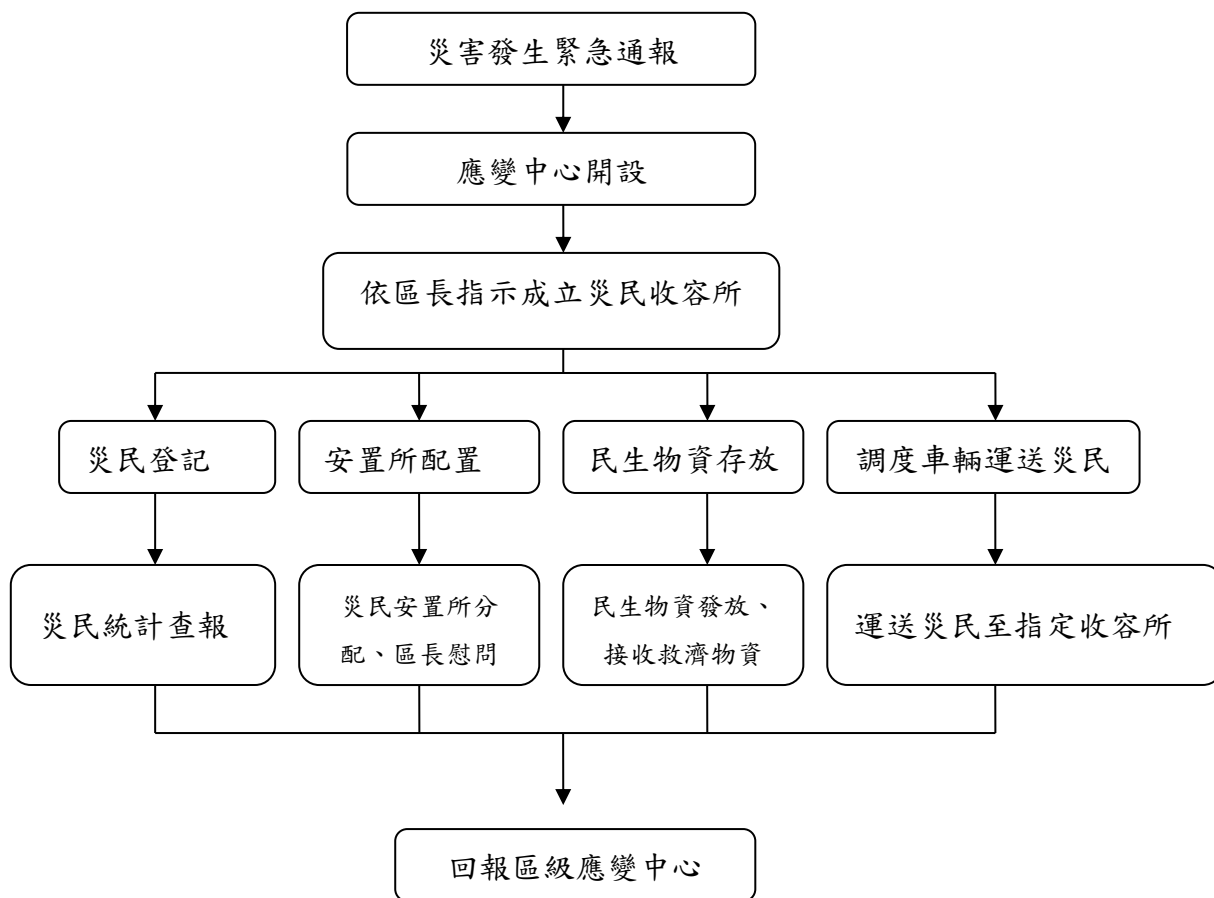 災害發生緊急通報
應變中心開設
依區長指示成立災民收容所
災民登記
安置所配置
民生物資存放
調度車輛運送災民
災民統計查報
災民安置所分
配、區長慰問
民生物資發放、
接收救濟物資
運送災民至指定收容所
回報區級應變中心